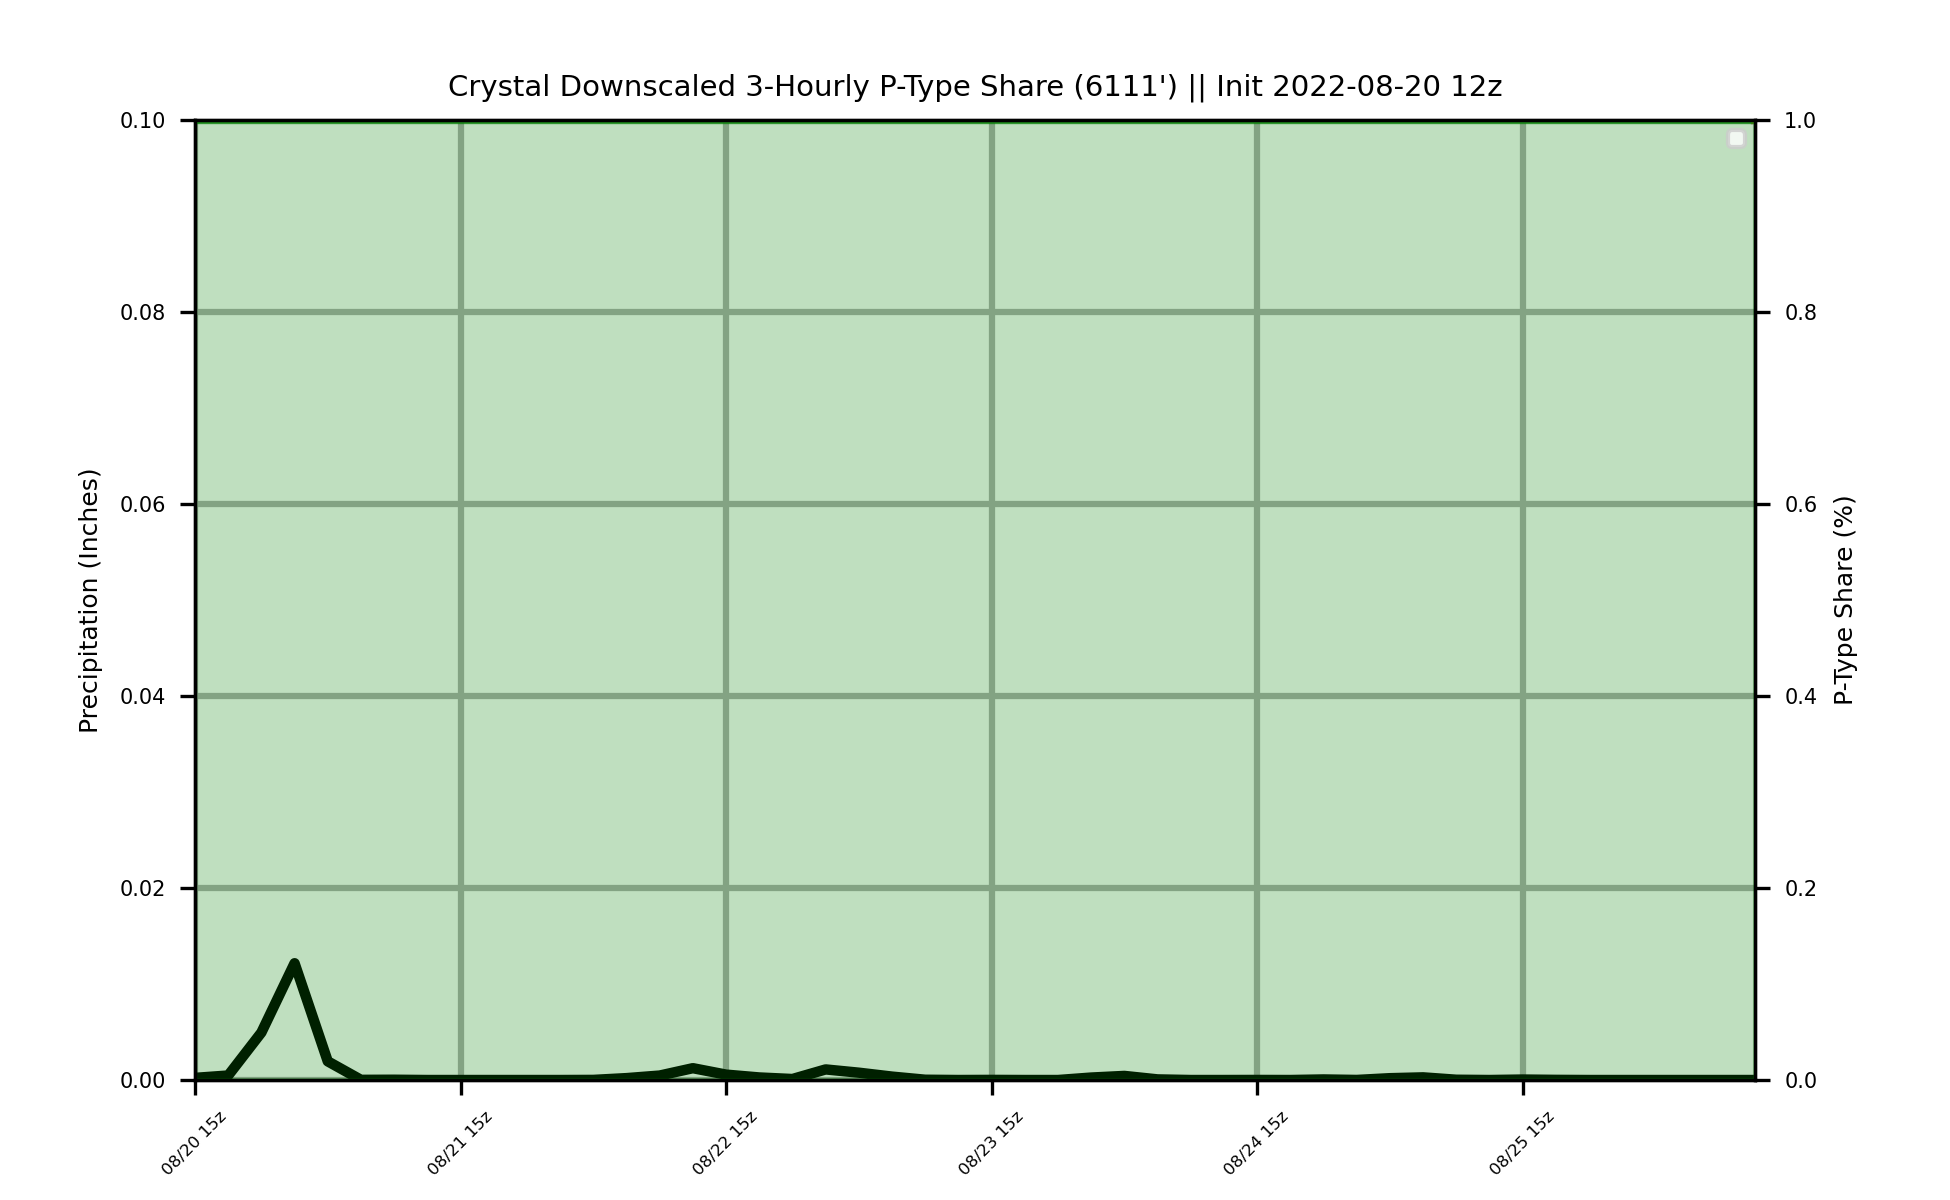 Crystal Downscaled 3-Hourly P-Type Share (6111') || Init 2022-08-20 12z
0.10
0.08
0.06
0.04
0.02
0.00
Precipitation (Inches)
1.0
0.8
0.6
0.4
0.2
0.0
P-Type Share (%)
08/20 15z
08/21 15z
08/22 15z
08/23 15z
08/24 15z
08/25 15z